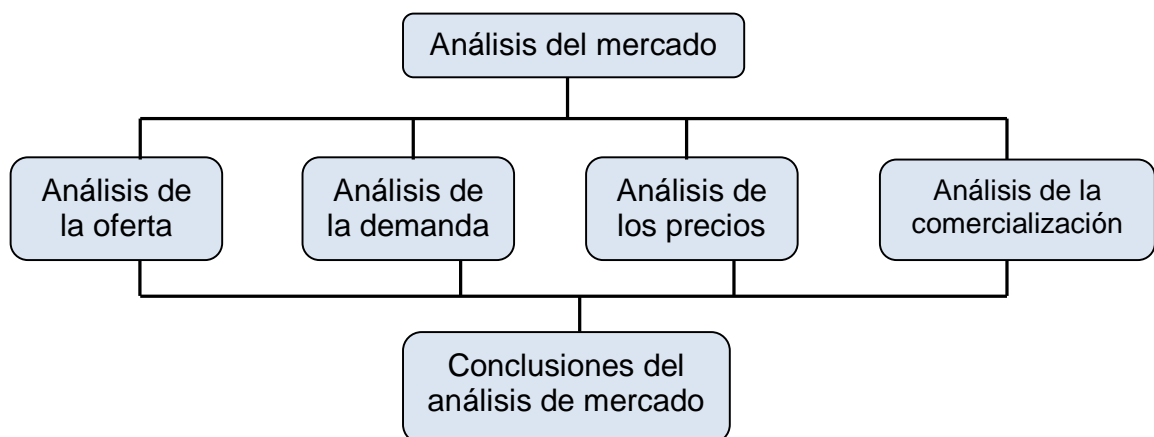 Análisis del mercado
Análisis de
la oferta
Análisis de
la demanda
Análisis de
los precios
Análisis de la
comercialización
Conclusiones del
análisis de mercado